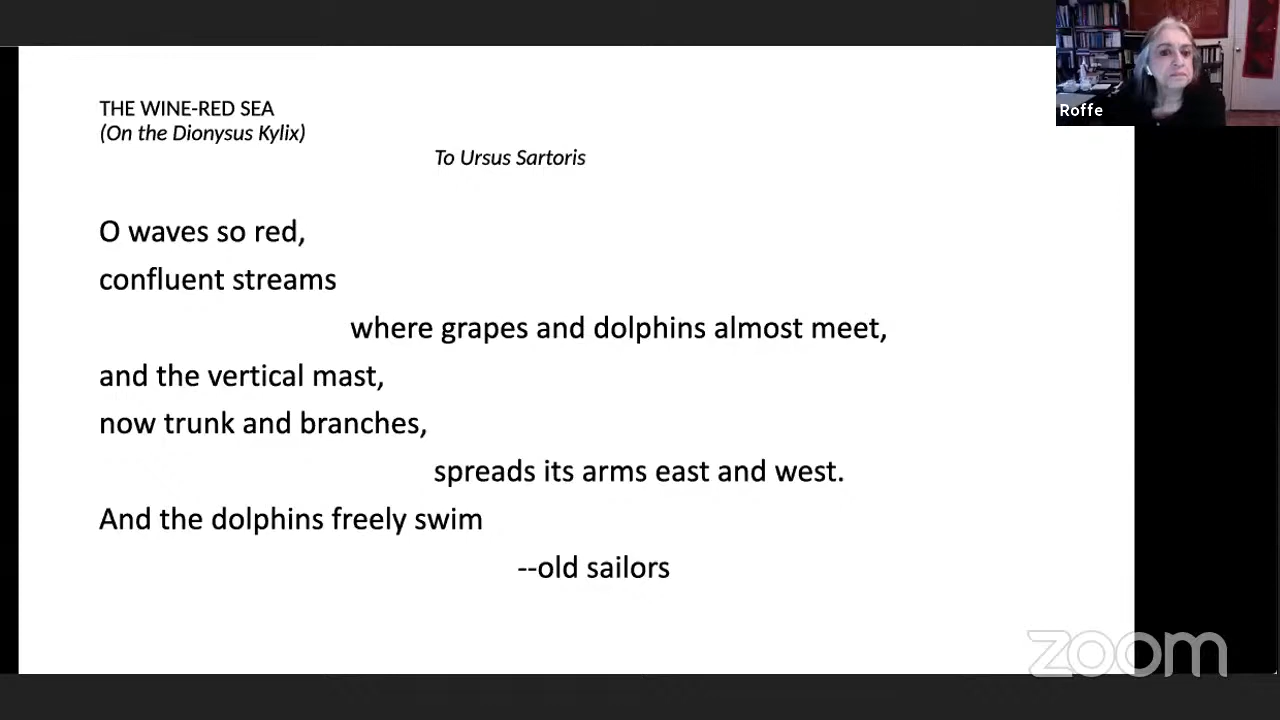 THE WINE-RED SEA
(On the Dionysus Kylix)
To Ursus Sartoris
O waves so red,
confluent streams
where grapes and dolphins almost meet,
and the vertical mast,
now trunk and branches,
spreads its arms east and west.
And the dolphins freely swim
--old sailors
Roffe
zoom